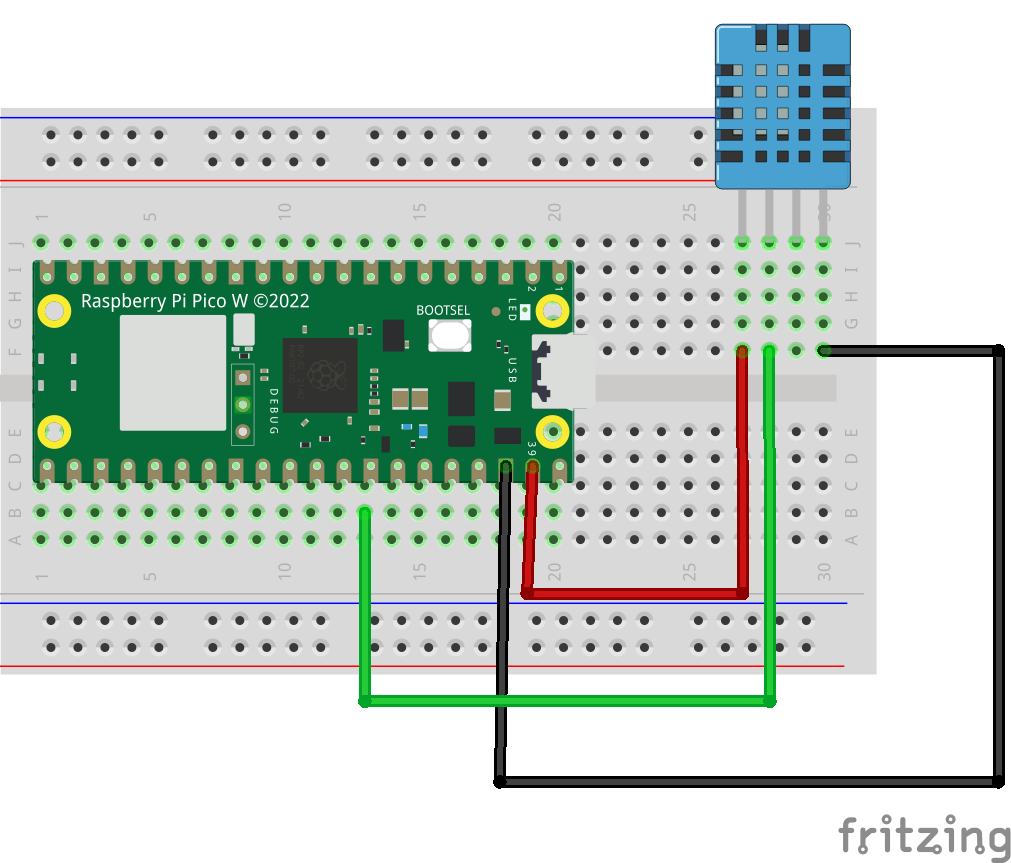 1 5 10 15 20 25 30
J J
I I
H H
G G
F F
2 1
Raspberry Pi Pico W ©2022
BOOTSEL
LED
USB
DEBUG
39
E E
D D
C C
B B
A A
1 5 10 15 20 25 30
fritzing